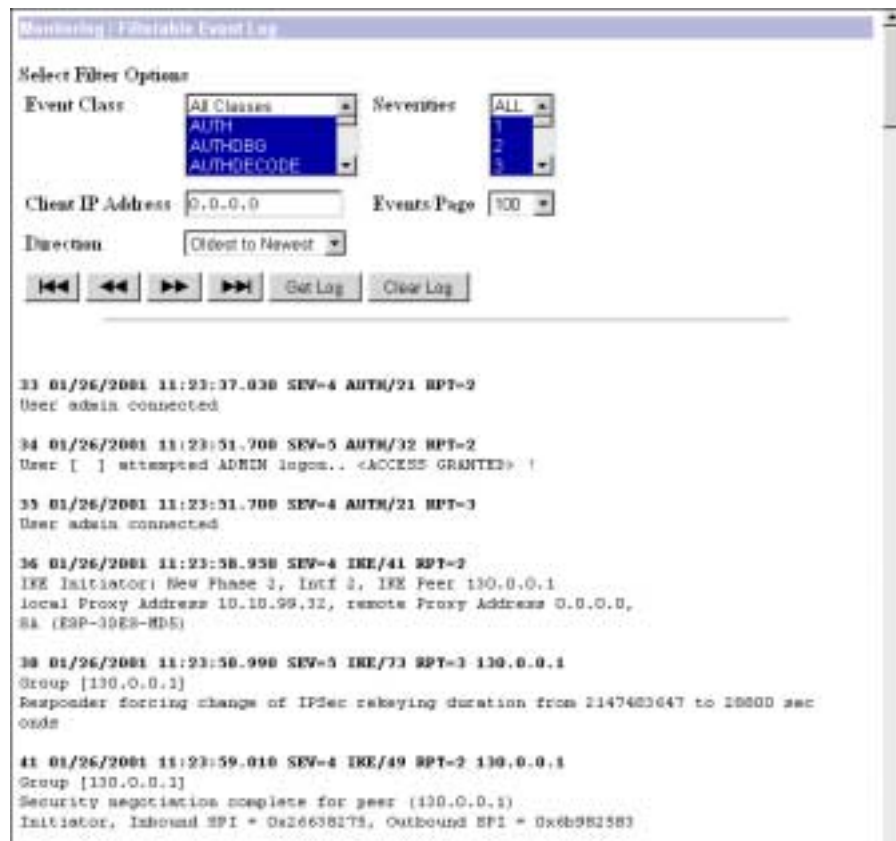 Monitoring | Filterable Event Log
Select Filter Options
Event Class All Classes AUTH AUTHDBG AUTHDECODE Severities ALL 1 2 3
Client IP Address 0.0.0.0 Events/Page 100
Direction Oldest to Newest
Get Log Clear Log
33 01/26/2001 11:23:37.030 SEV=4 AUTH/21 RPT=2
User admin connected
34 01/26/2001 11:23:51.700 SEV=5 AUTH/32 RPT=2
User [ ] attempted ADMIN logon.. <ACCESS GRANTED> !
35 01/26/2001 11:23:51.700 SEV=4 AUTH/21 RPT=3
User admin connected
36 01/26/2001 11:23:58.950 SEV=4 IKE/41 RPT=2
IKE Initiator: New Phase 2, Intf 2, IKE Peer 130.0.0.1
local Proxy Address 10.10.99.32, remote Proxy Address 0.0.0.0,
SA (ESP-3DES-MD5)
38 01/26/2001 11:23:58.990 SEV=5 IKE/73 RPT=3 130.0.0.1
Group [130.0.0.1]
Responder forcing change of IPSec rekeying duration from 2147483647 to 28800 sec
onds
41 01/26/2001 11:23:59.010 SEV=4 IKE/49 RPT=2 130.0.0.1
Group [130.0.0.1]
Security negotiation complete for peer (130.0.0.1)
Initiator, Inbound SPI = 0x26638275, Outbound SPI = 0x6b982583